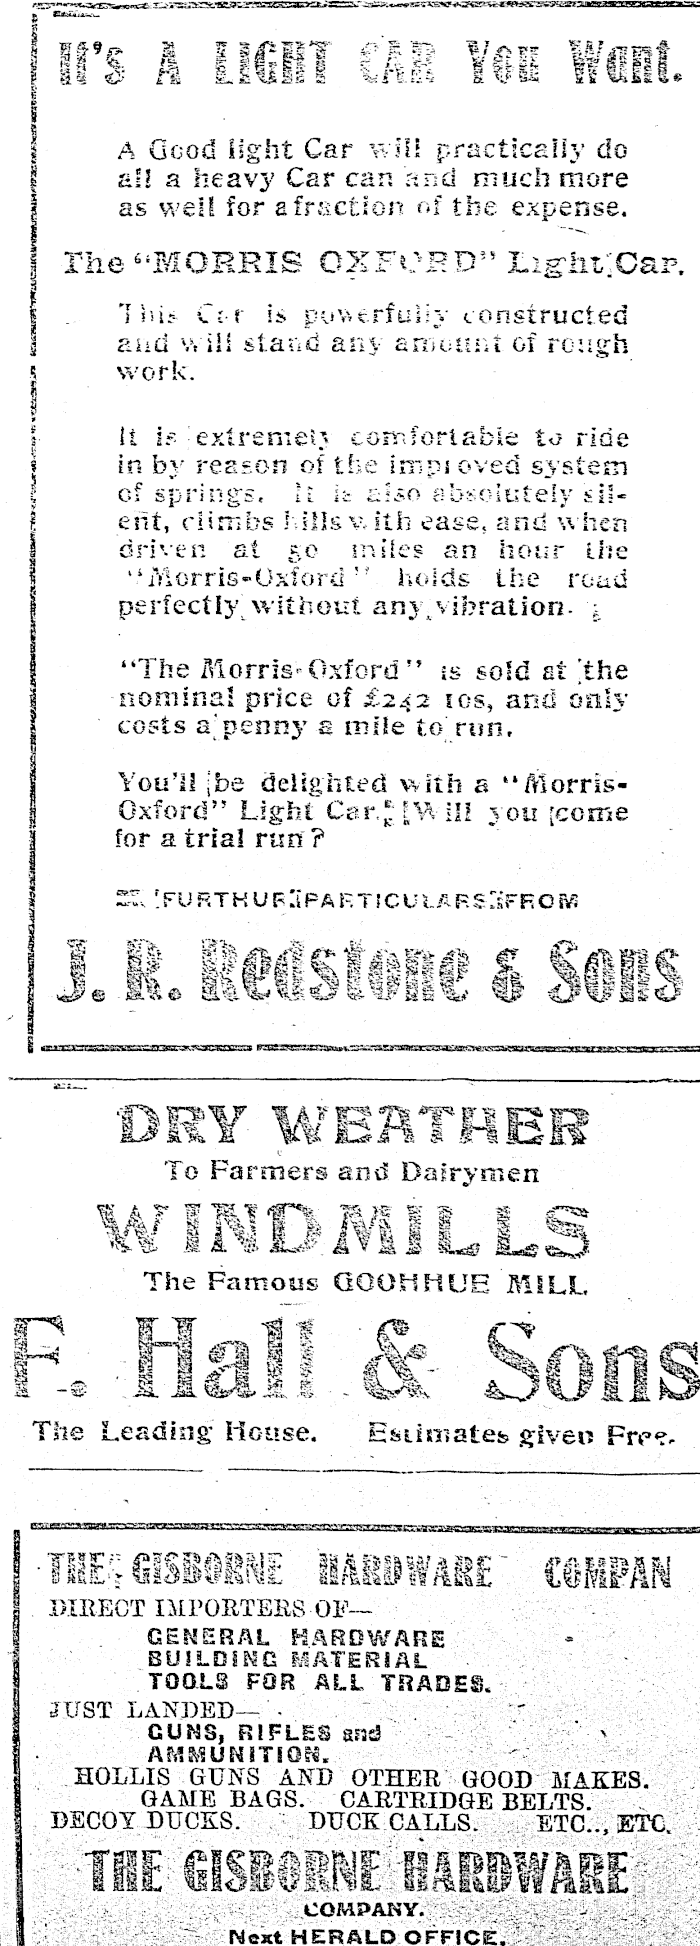 It's A LIGHT CAR You Want.
A Good light Car will practically do
all a heavy Car can and much more
as well for a fraction of the expense.
The "MORRIS OXFORD" Light Car.
This Car is powerfully constructed
and will stand any amount of rough
work.
It is extremely comfortable to ride
in by reason of the improved system
of springs. It is also absolutely sil-
ent, climbs hills with ease, and when
driven at 50 miles an hour the
"Morris-Oxford" holds the road
perfectly without any vibration.
"The Morris-Oxford" is sold at the
nominal price of £242 10s, and only
costs a penny a mile to run.
You'll be delighted with a "Morris-
Oxford" Light Car. Will you come
for a trial run?
FURTHUR PARTICULARS FROM
J. R. Redstone & Sons
DRY WEATHER
To Farmers and Dairymen
WINDMILLS
The Famous GOOHHUE MILL
F. Hall & Sons
The Leading House. Estimates given Free.
THE GISBORNE HARDWARE COMPAN
DIRECT IMPORTERS OF—
GENERAL HARDWARE
BUILDING MATERIAL
TOOLS FOR ALL TRADES.
JUST LANDED—
GUNS, RIFLES and
AMMUNITION.
HOLLIS GUNS AND OTHER GOOD MAKES.
GAME BAGS. CARTRIDGE BELTS.
DECOY DUCKS. DUCK CALLS. ETC.., ETC.
THE GISBORNE HARDWARE
COMPANY.
Next HERALD OFFICE.